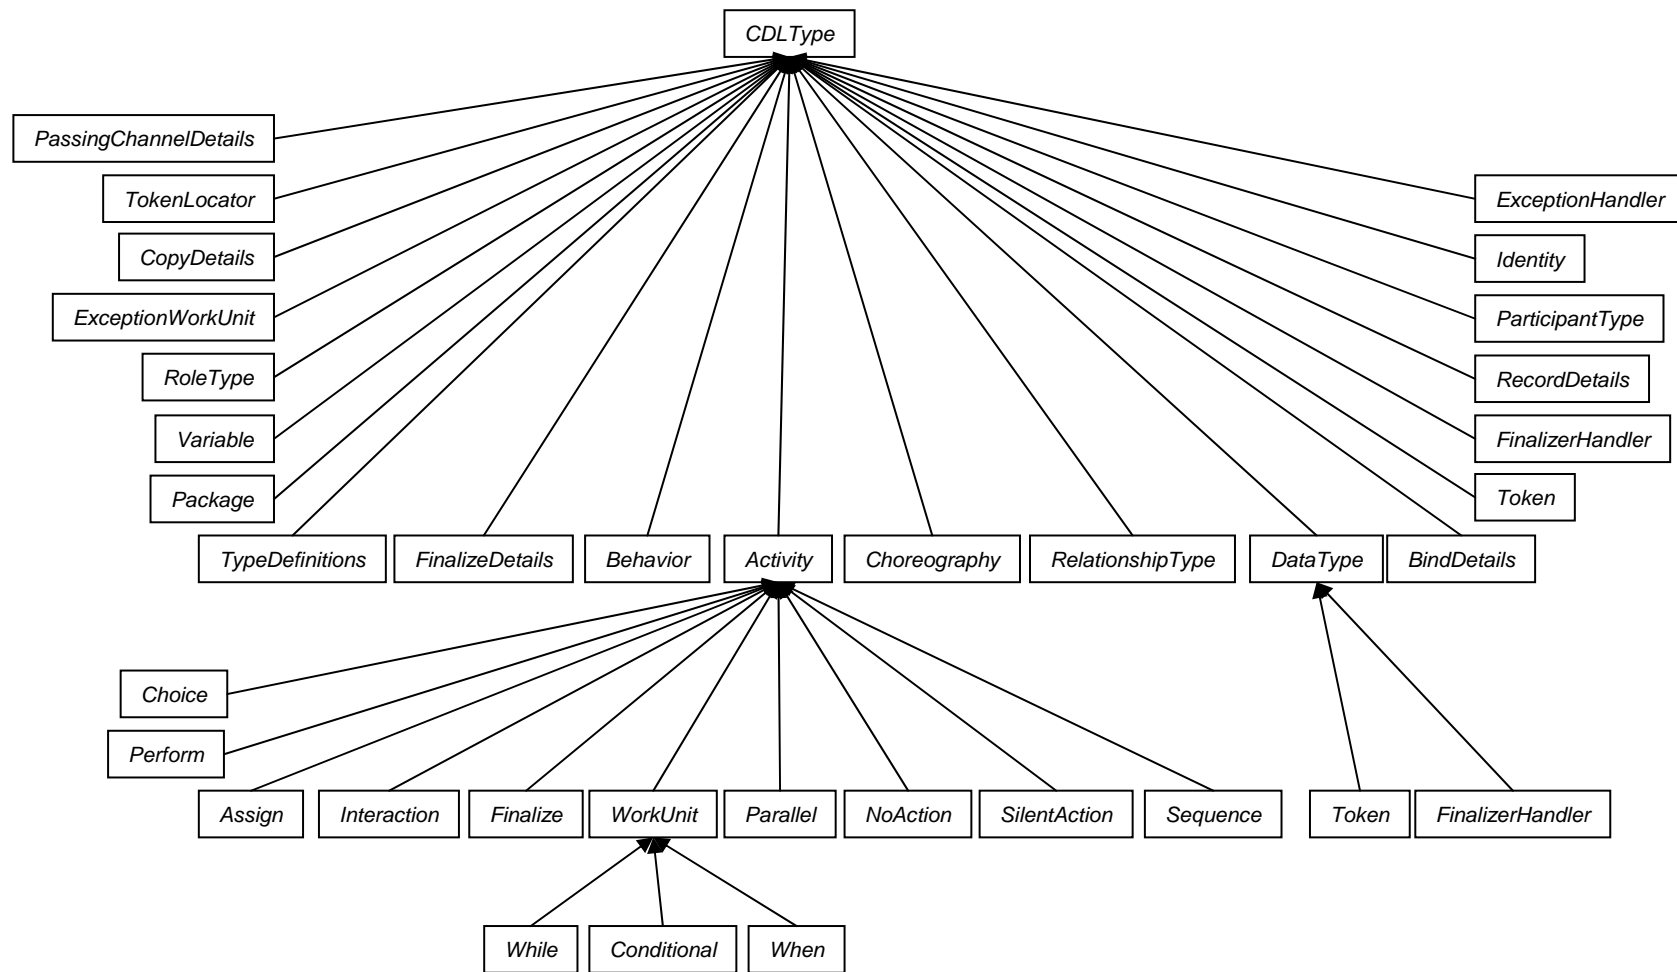 CDLType
PassingChannelDetails
TokenLocator
ExceptionHandler
CopyDetails
Identity
ExceptionWorkUnit
ParticipantType
RoleType
RecordDetails
Variable
FinalizerHandler
Package
Token
TypeDefinitions
FinalizeDetails
Behavior
Activity
Choreography
RelationshipType
DataType
BindDetails
Choice
Perform
Assign
Interaction
Finalize
WorkUnit
Parallel
NoAction
SilentAction
Sequence
Token
FinalizerHandler
While
Conditional
When